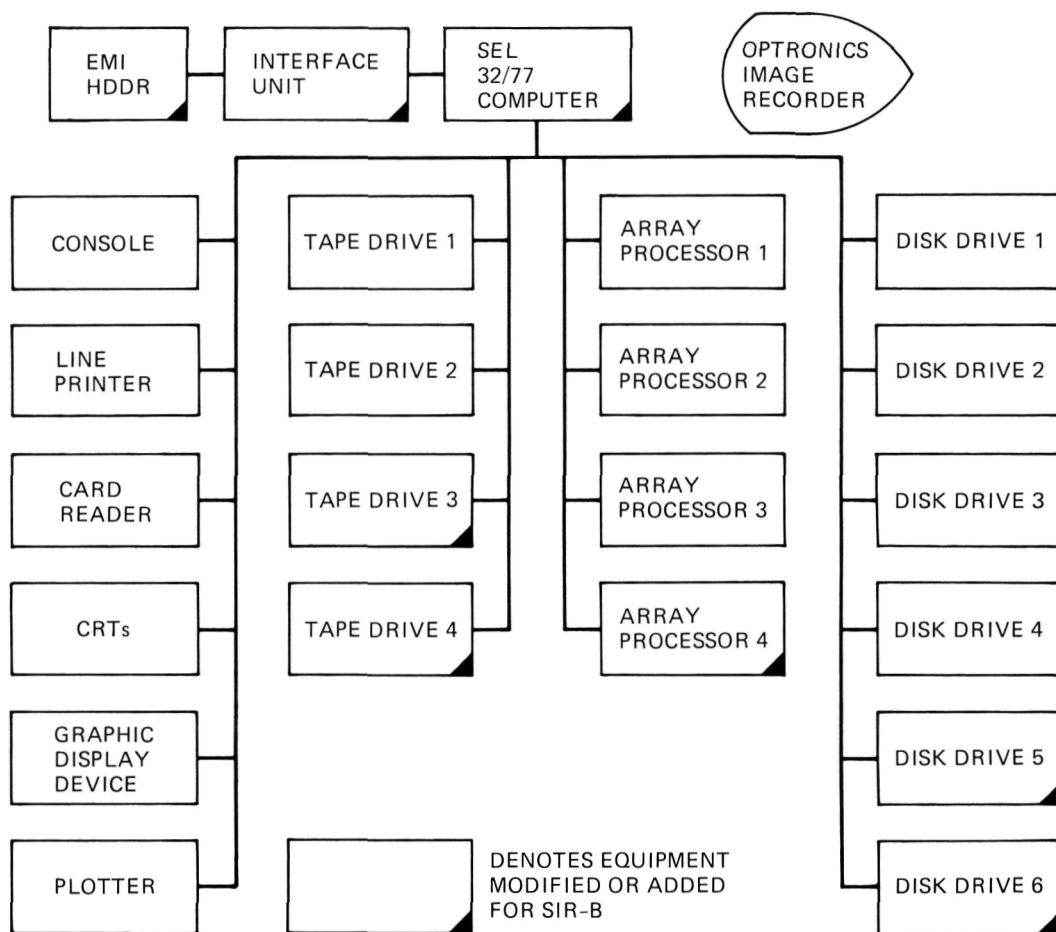 EMI
HDDR
INTERFACE
UNIT
SEL
32/77
COMPUTER
OPTRONICS
IMAGE
RECORDER
CONSOLE
TAPE DRIVE 1
ARRAY
PROCESSOR 1
DISK DRIVE 1
LINE
PRINTER
TAPE DRIVE 2
ARRAY
PROCESSOR 2
DISK DRIVE 2
CARD
READER
TAPE DRIVE 3
ARRAY
PROCESSOR 3
DISK DRIVE 3
CRTs
TAPE DRIVE 4
ARRAY
PROCESSOR 4
DISK DRIVE 4
GRAPHIC
DISPLAY
DEVICE
DISK DRIVE 5
PLOTTER
DENOTES EQUIPMENT
MODIFIED OR ADDED
FOR SIR-B
DISK DRIVE 6